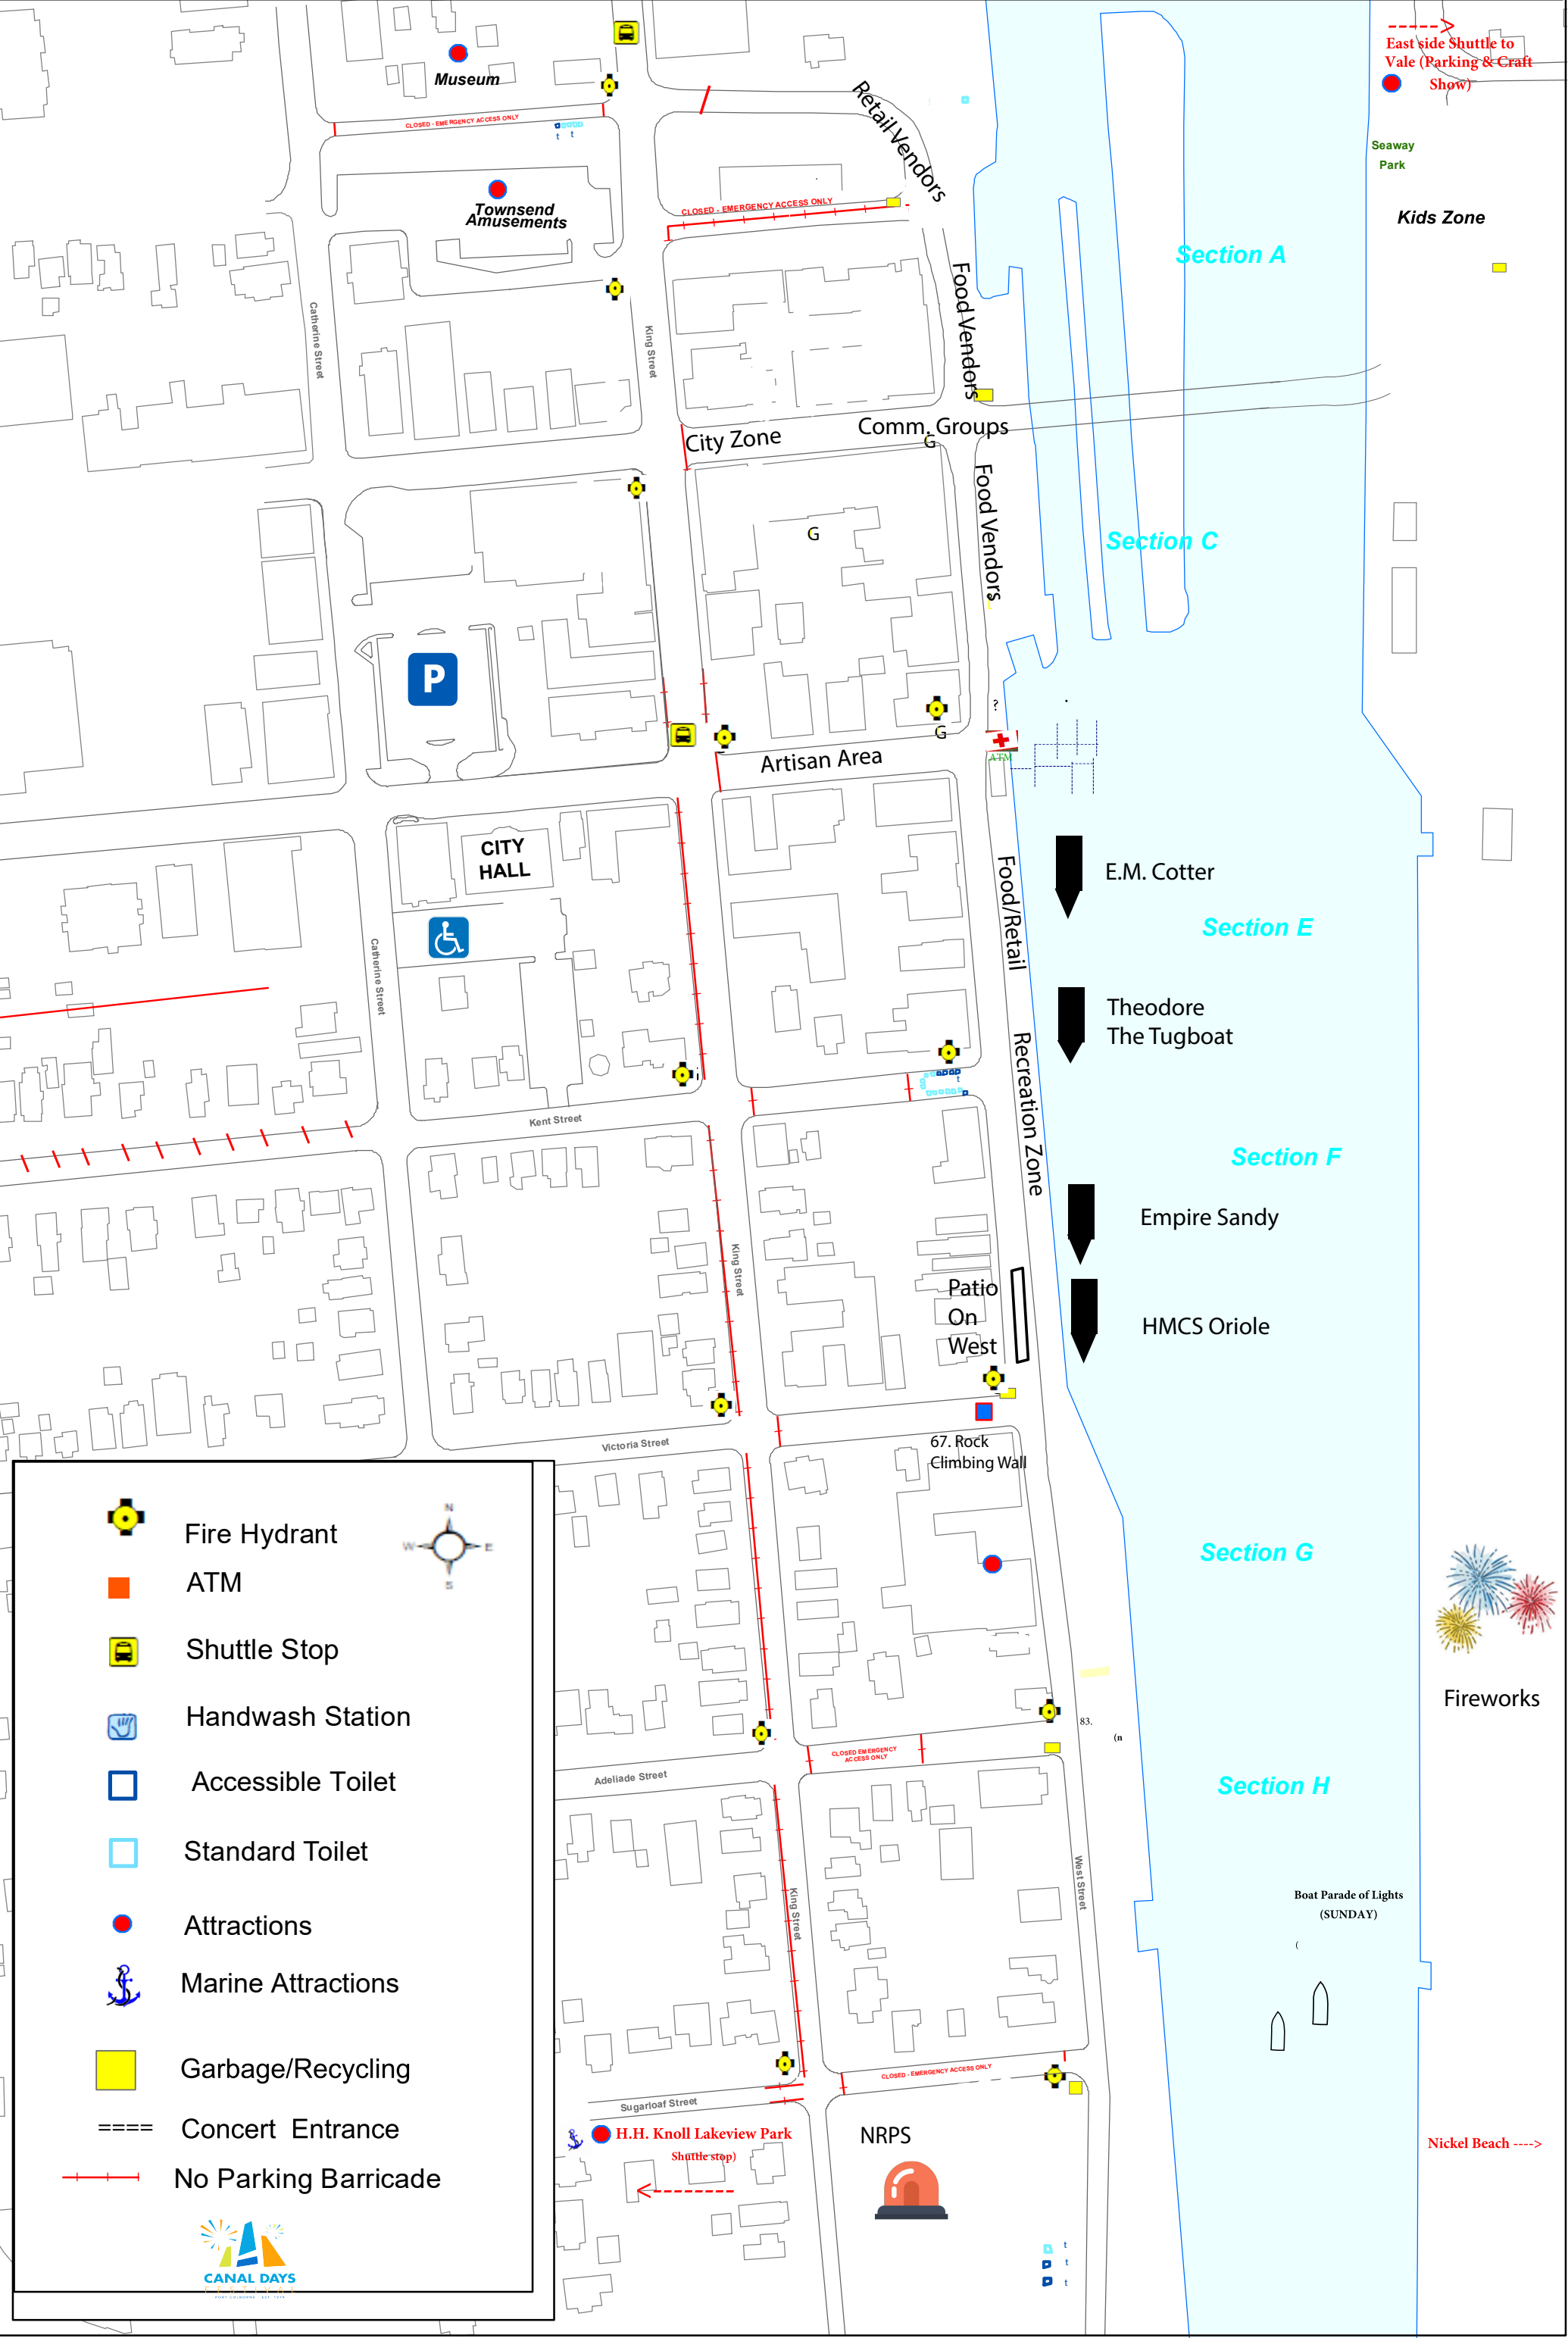 East side Shuttle to
Vale (Parking & Craft
Show)
Museum
CLOSED - EMERGENCY ACCESS ONLY
t t
Retail Vendors
Seaway
Park
Townsend
Amusements
CLOSED - EMERGENCY ACCESS ONLY
Kids Zone
Section A
Food Vendors
Catherine Street
King Street
City Zone
Comm. Groups
G
Food Vendors
G
Section C
P
?
G
ATM
Artisan Area
CITY
HALL
E.M. Cotter
Food/Retail
Section E
Catherine Street
Theodore
The Tugboat
Recreation Zone
t
Kent Street
Section F
Empire Sandy
King Street
Patio
On
West
HMCS Oriole
Victoria Street
67. Rock
Climbing Wall
Section G
Fireworks
83.
(n
CLOSED EMERGENCY
ACCESS ONLY
Adeliade Street
Section H
West Street
King Street
Boat Parade of Lights
(SUNDAY)
(
CLOSED - EMERGENCY ACCESS ONLY
Sugarloaf Street
H.H. Knoll Lakeview Park
Shuttle stop)
NRPS
Nickel Beach ---->
t
t
t
Fire Hydrant
N
W E
S
ATM
Shuttle Stop
Handwash Station
Accessible Toilet
Standard Toilet
Attractions
Marine Attractions
Garbage/Recycling
Concert Entrance
No Parking Barricade
CANAL DAYS
FESTIVAL